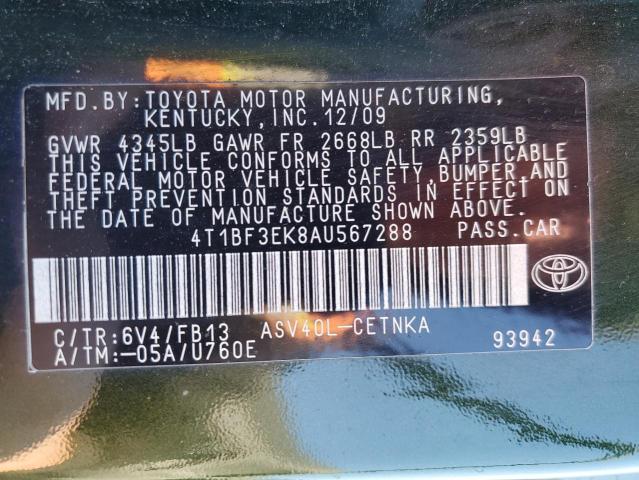 MFD.BY:TOYOTA MOTOR MANUFACTURING,
KENTUCKY,INC.12/09
GVWR 4345LB GAWR FR 2668LB RR 2359LB
THIS VEHICLE CONFORMS TO ALL APPLICABLE
FEDERAL MOTOR VEHICLE SAFETY,BUMPER,AND
THEFT PREVENTION STANDARDS IN EFFECT ON
THE DATE OF MANUFACTURE SHOWN ABOVE.
4T1BF3EK8AU567288 PASS.CAR
C/TR:6V4/FB13 ASV40L-CETNKA
A/TM:-05A/U760E 93942